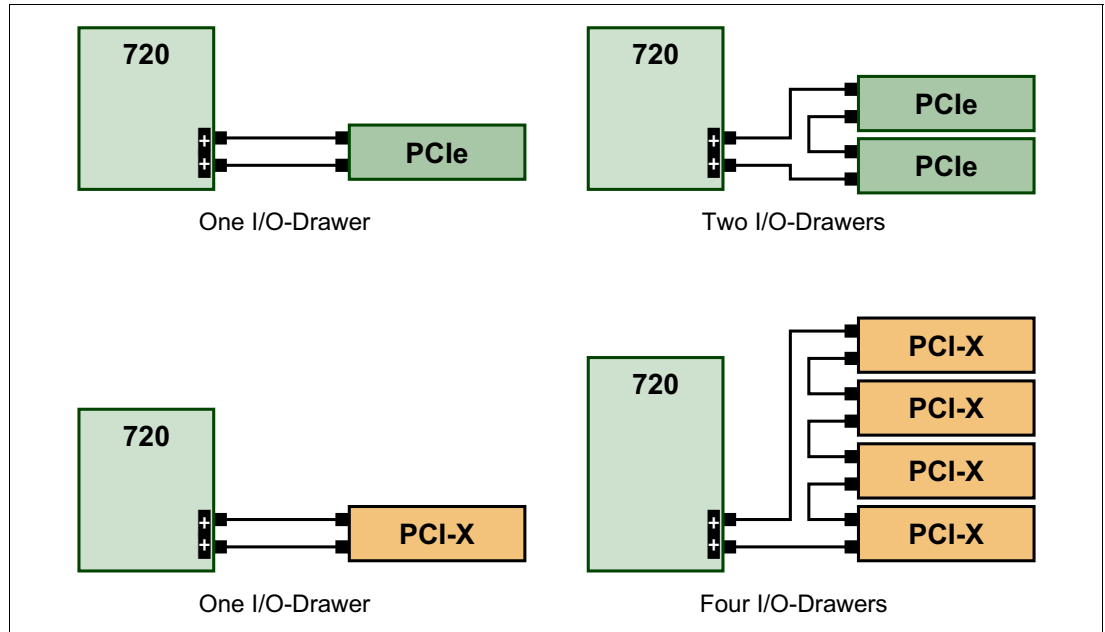 720
+
+
PCIe
One I/O-Drawer
720
+
+
PCIe
PCIe
Two I/O-Drawers
720
+
+
PCI-X
One I/O-Drawer
720
+
+
PCI-X
PCI-X
PCI-X
PCI-X
Four I/O-Drawers